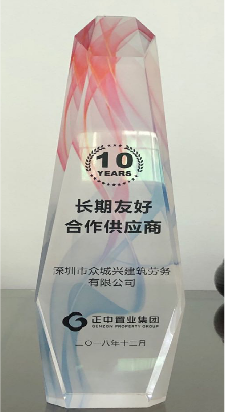 10
YEARS
长期友好
合作供应商
深圳市众城兴建筑劳务
有限公司
正中置业集团
GENZON PROPERTY GROUP
二〇一八年十二月